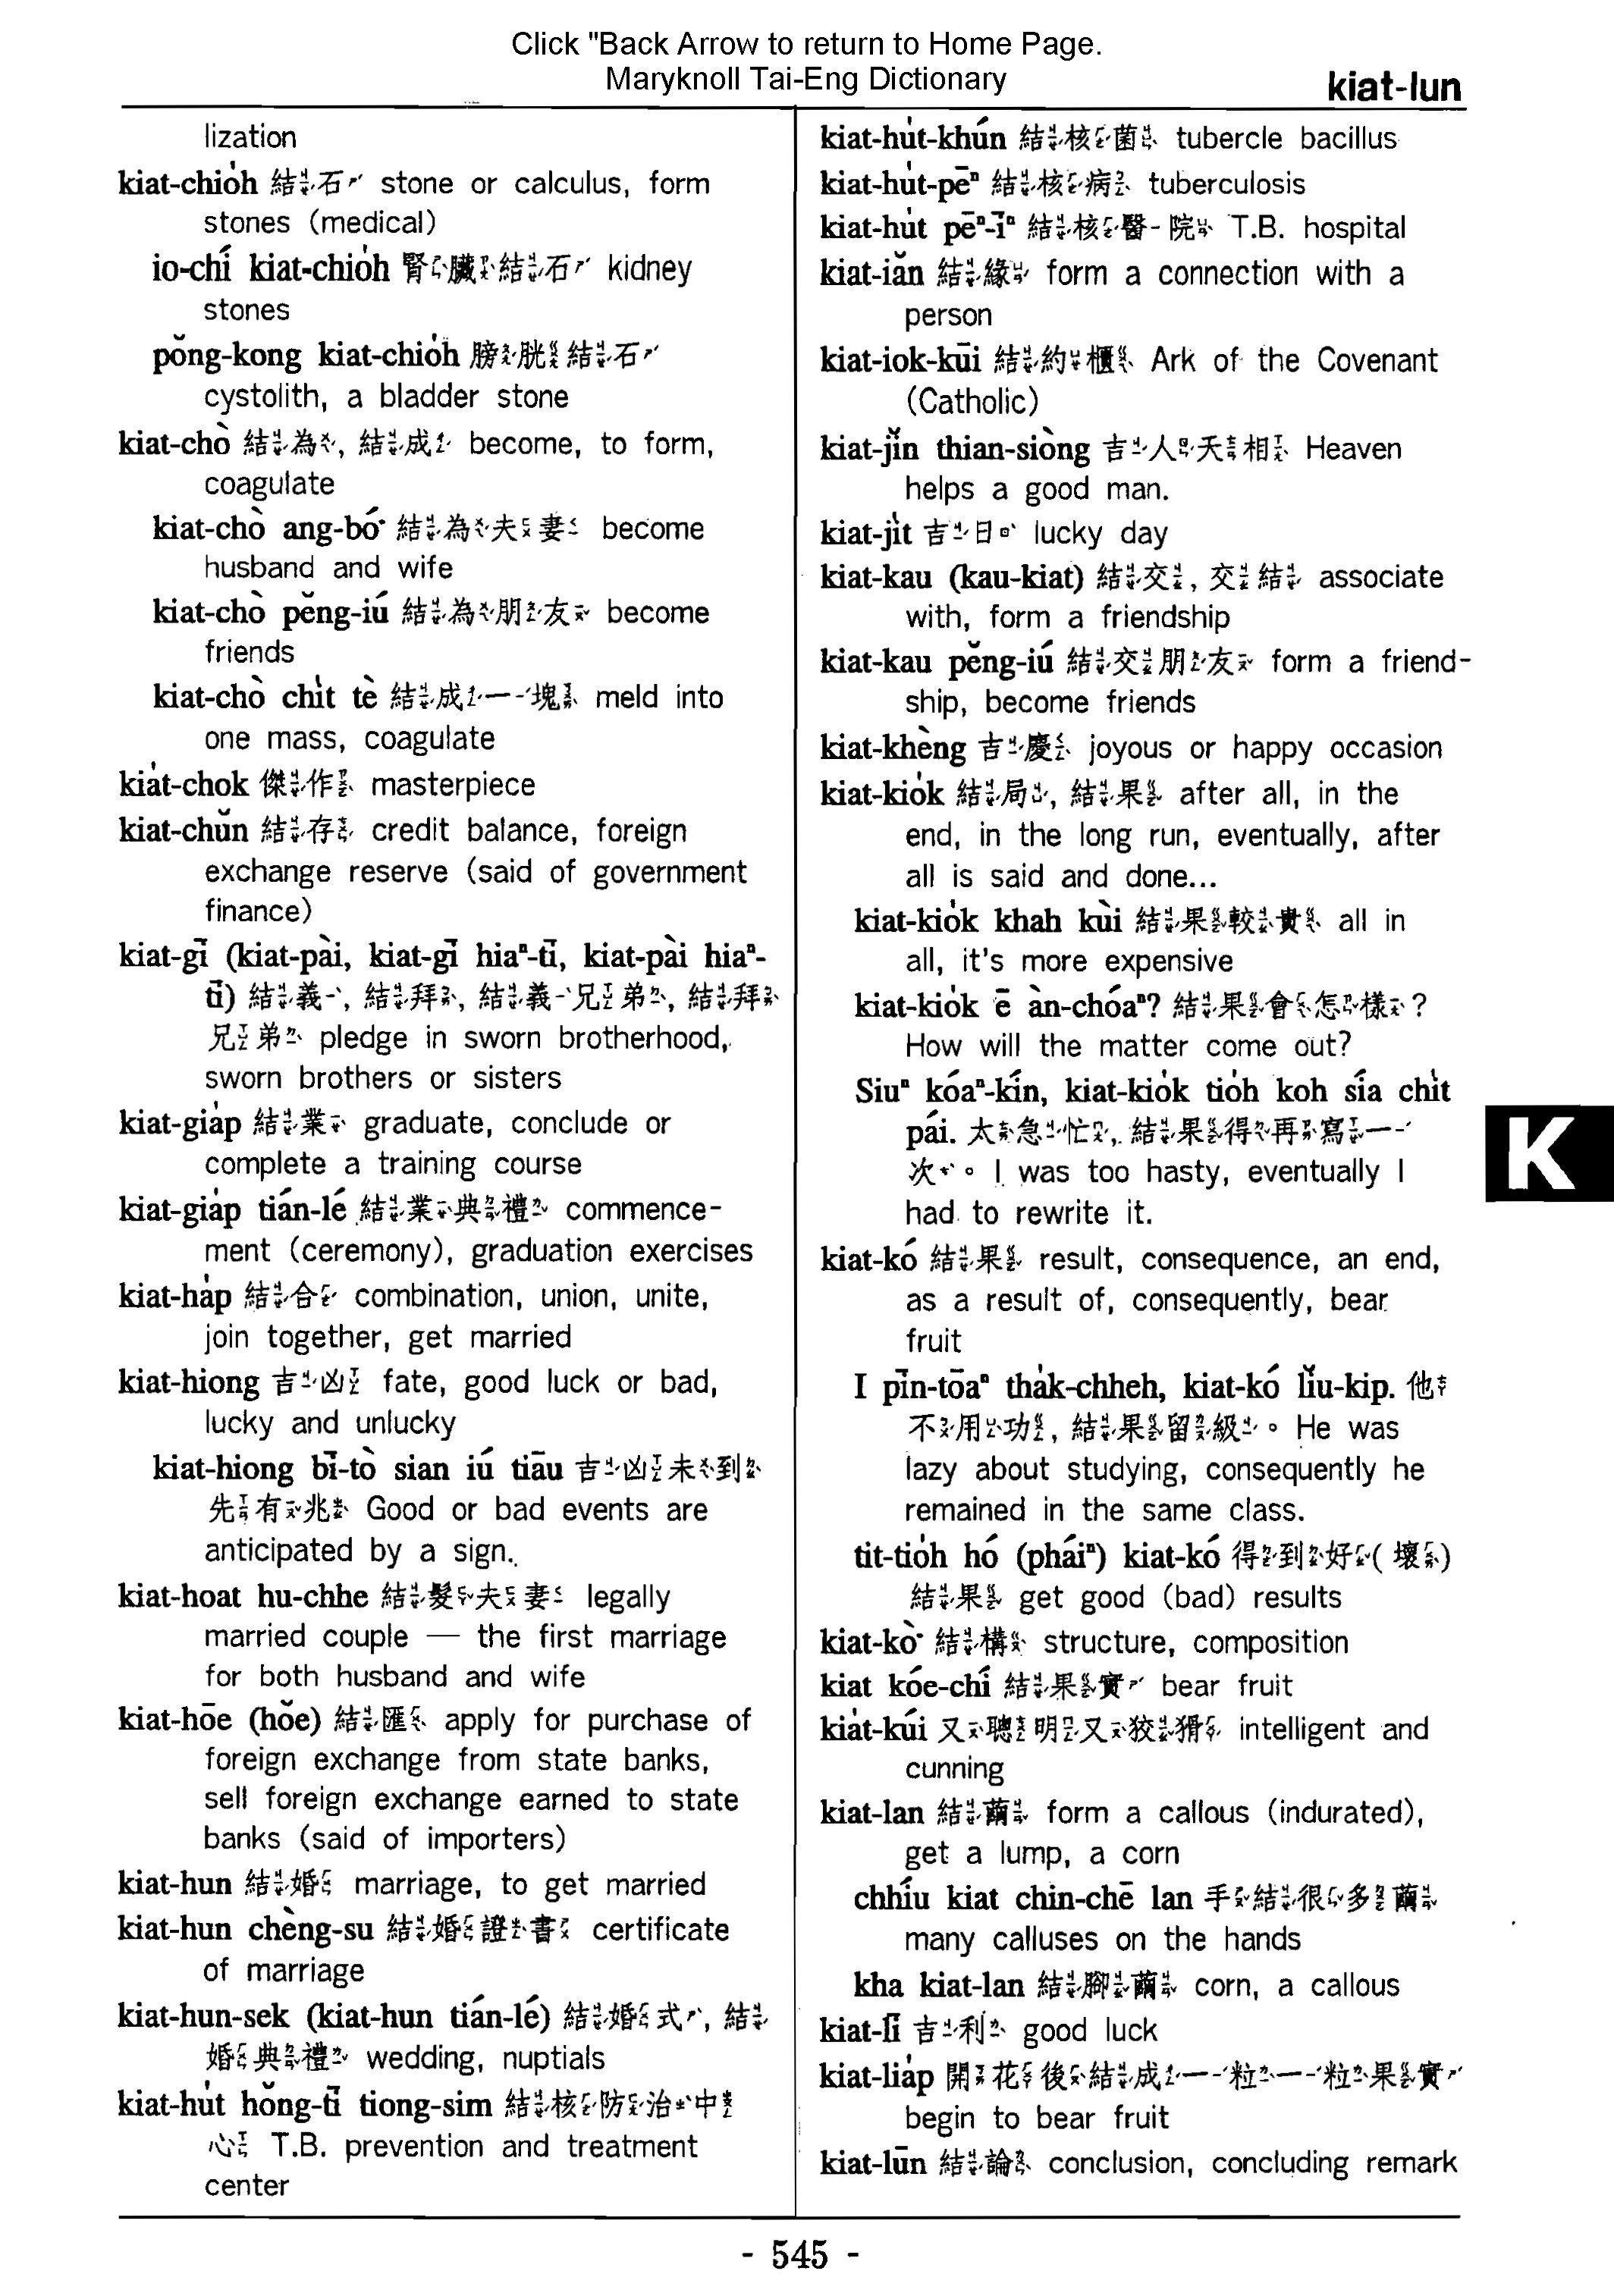 Click "Back Arrow to return to Home Page.
Maryknoll Tai-Eng Dictionary
kiat-lun
lization
kiat-chio̍h 結石 stone or calculus, form
stones (medical)
io-chí kiat-chio̍h 腎臟結石 kidney
stones
pŏng-kong kiat-chio̍h 膀胱結石
cystolith, a bladder stone
kiat-chò 結為, 結成 become, to form,
coagulate
kiat-chò ang-bó͘ 結為夫妻 become
husband and wife
kiat-chò pĕng-iú 結為朋友 become
friends
kiat-chò chi̍t tè 結成一塊 meld into
one mass, coagulate
kia̍t-chok 傑作 masterpiece
kiat-chŭn 結存 credit balance, foreign
exchange reserve (said of government
finance)
kiat-gī (kiat-pài, kiat-gī hiaⁿ-tī, kiat-pài hiaⁿ-
tī) 結義, 結拜, 結義兄弟, 結拜
兄弟 pledge in sworn brotherhood,
sworn brothers or sisters
kiat-gia̍p 結業 graduate, conclude or
complete a training course
kiat-gia̍p tián-lé 結業典禮 commence-
ment (ceremony), graduation exercises
kiat-ha̍p 結合 combination, union, unite,
join together, get married
kiat-hiong 吉凶 fate, good luck or bad,
lucky and unlucky
kiat-hiong bī-tò sian iú tiāu 吉凶未到
先有兆 Good or bad events are
anticipated by a sign.
kiat-hoat hu-chhe 結髮夫妻 legally
married couple — the first marriage
for both husband and wife
kiat-hōe (hŏe) 結匯 apply for purchase of
foreign exchange from state banks,
sell foreign exchange earned to state
banks (said of importers)
kiat-hun 結婚 marriage, to get married
kiat-hun chèng-su 結婚證書 certificate
of marriage
kiat-hun-sek (kiat-hun tián-lé) 結婚式, 結
婚典禮 wedding, nuptials
kiat-hu̍t hŏng-tī tiong-sim 結核防治中
心 T.B. prevention and treatment
center
kiat-hu̍t-khún 結核菌 tubercle bacillus
kiat-hu̍t-pēⁿ 結核病 tuberculosis
kiat-hu̍t pēⁿ-īⁿ 結核醫院 T.B. hospital
kiat-iăn 結緣 form a connection with a
person
kiat-iok-kūi 結約櫃 Ark of the Covenant
(Catholic)
kiat-jĭn thian-siòng 吉人天相 Heaven
helps a good man.
kiat-ji̍t 吉日 lucky day
kiat-kau (kau-kiat) 結交, 交結 associate
with, form a friendship
kiat-kau pĕng-iú 結交朋友 form a friend-
ship, become friends
kiat-khèng 吉慶 joyous or happy occasion
kiat-kio̍k 結局, 結果 after all, in the
end, in the long run, eventually, after
all is said and done...
kiat-kio̍k khah kùi 結果較貴 all in
all, it's more expensive
kiat-kio̍k ē àn-chóaⁿ? 結果會怎樣?
How will the matter come out?
Siuⁿ kóaⁿ-kín, kiat-kio̍k tio̍h koh sía chi̍t
pái. 太急忙, 結果得再寫一
次。 I was too hasty, eventually I
had to rewrite it.
kiat-kó 結果 result, consequence, an end,
as a result of, consequently, bear
fruit
I pīn-tōaⁿ tha̍k-chheh, kiat-kó lĭu-kip. 他
不用功, 結果留級。 He was
lazy about studying, consequently he
remained in the same class.
tit-tio̍h hó (pháiⁿ) kiat-kó 得到好(壞)
結果 get good (bad) results
kiat-kò͘ 結構 structure, composition
kiat kóe-chí 結果實 bear fruit
kia̍t-kúi 又聰明又狡猾 intelligent and
cunning
kiat-lan 結繭 form a callous (indurated),
get a lump, a corn
chhíu kiat chin-chē lan 手結很多繭
many calluses on the hands
kha kiat-lan 結腳繭 corn, a callous
kiat-lī 吉利 good luck
kiat-lia̍p 開花後結成一粒一粒果實
begin to bear fruit
kiat-lūn 結論 conclusion, concluding remark
K
- 545 -